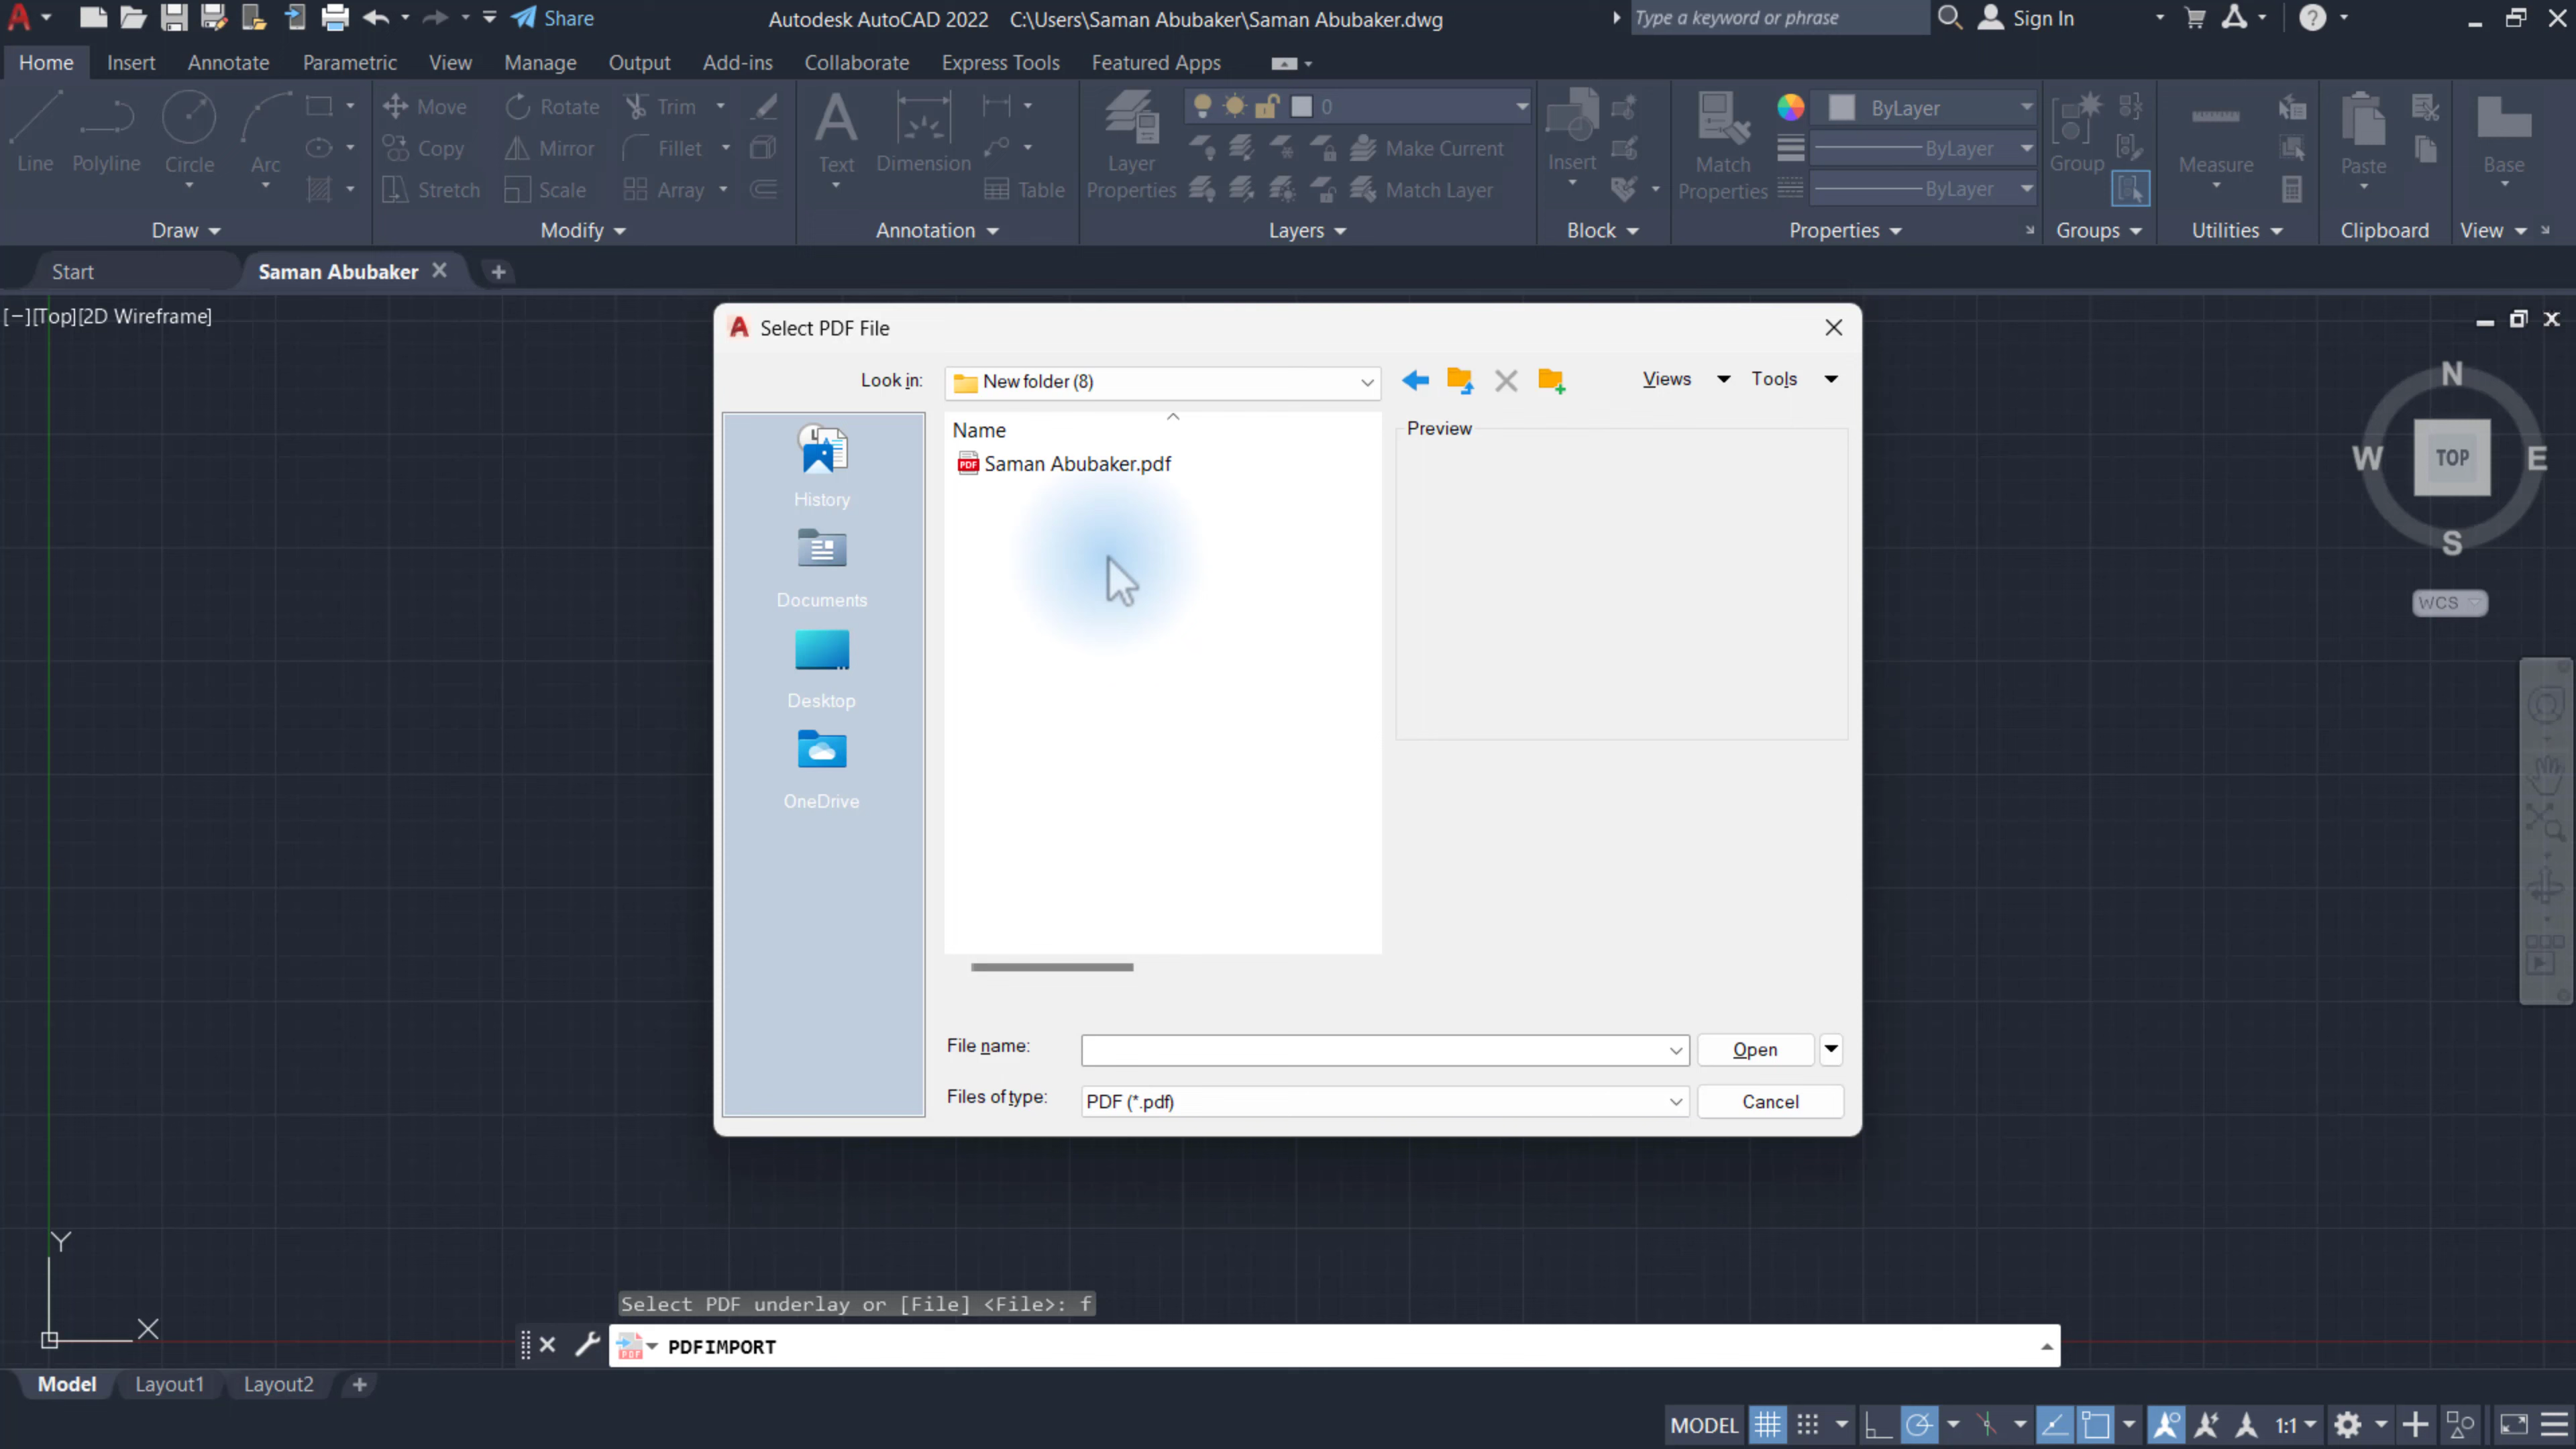 Share
Autodesk AutoCAD 2022 C:\Users\Saman Abubaker\Saman Abubaker.dwg
Type a keyword or phrase
Sign In
Home Insert Annotate Parametric View Manage Output Add-ins Collaborate Express Tools Featured Apps
Line Polyline Circle Arc
Move Rotate Trim
Copy Mirror Fillet
Stretch Scale Array
Text Dimension Table
Layer Properties
0
Make Current
Match Layer
Insert
Match Properties
ByLayer
ByLayer
ByLayer
Group
Measure
Paste
Base
Draw Modify Annotation Layers Block Properties Groups Utilities Clipboard View
Start Saman Abubaker
[−][Top][2D Wireframe]
Select PDF File
Look in: New folder (8) Views Tools
Name
Saman Abubaker.pdf
Preview
History
Documents
Desktop
OneDrive
File name: Open
Files of type: PDF (*.pdf) Cancel
N
W TOP E
S
WCS
Y
X
Select PDF underlay or [File] <File>: f
PDFIMPORT
Model Layout1 Layout2
MODEL 1:1